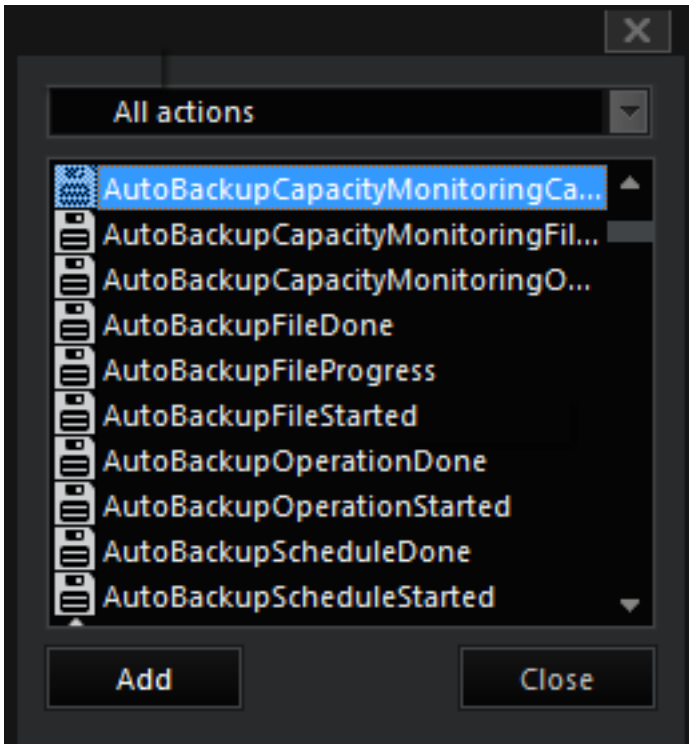 All actions
AutoBackupCapacityMonitoringCa...
AutoBackupCapacityMonitoringFil...
AutoBackupCapacityMonitoringO...
AutoBackupFileDone
AutoBackupFileProgress
AutoBackupFileStarted
AutoBackupOperationDone
AutoBackupOperationStarted
AutoBackupScheduleDone
AutoBackupScheduleStarted
Add
Close